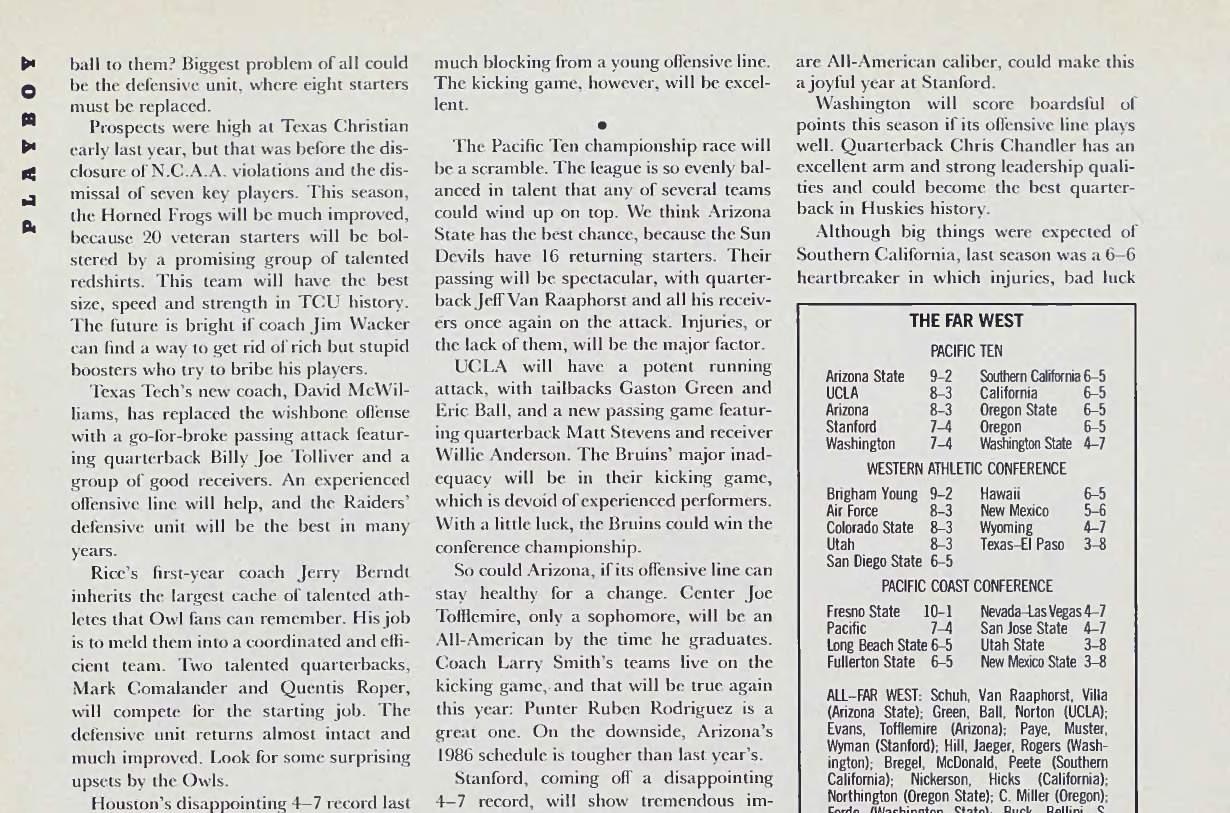 PLAYBOY
ball to them? Biggest problem of all could
be the defensive unit, where eight starters
must be replaced.
Prospects were high at Texas Christian
early last year, but that was before the dis-
closure of N.C.A.A. violations and the dis-
missal of seven key players. This season,
the Horned Frogs will be much improved,
because 20 veteran starters will be bol-
stered by a promising group of talented
redshirts. This team will have the best
size, speed and strength in TCU history.
The future is bright if coach Jim Wacker
can find a way to get rid of rich but stupid
boosters who try to bribe his players.
Texas Tech's new coach, David McWil-
liams, has replaced the wishbone offense
with a go-for-broke passing attack featur-
ing quarterback Billy Joe Tolliver and a
group of good receivers. An experienced
offensive line will help, and the Raiders'
defensive unit will be the best in many
years.
Rice's first-year coach Jerry Berndt
inherits the largest cache of talented ath-
letes that Owl fans can remember. His job
is to meld them into a coordinated and effi-
cient team. Two talented quarterbacks,
Mark Comalander and Quentis Roper,
will compete for the starting job. The
defensive unit returns almost intact and
much improved. Look for some surprising
upsets by the Owls.
Houston's disappointing 4–7 record last
much blocking from a young offensive line.
The kicking game, however, will be excel-
lent.
•
The Pacific Ten championship race will
be a scramble. The league is so evenly bal-
anced in talent that any of several teams
could wind up on top. We think Arizona
State has the best chance, because the Sun
Devils have 16 returning starters. Their
passing will be spectacular, with quarter-
back Jeff Van Raaphorst and all his receiv-
ers once again on the attack. Injuries, or
the lack of them, will be the major factor.
UCLA will have a potent running
attack, with tailbacks Gaston Green and
Eric Ball, and a new passing game featur-
ing quarterback Matt Stevens and receiver
Willie Anderson. The Bruins' major inad-
equacy will be in their kicking game,
which is devoid of experienced performers.
With a little luck, the Bruins could win the
conference championship.
So could Arizona, if its offensive line can
stay healthy for a change. Center Joe
Tofflemire, only a sophomore, will be an
All-American by the time he graduates.
Coach Larry Smith's teams live on the
kicking game, and that will be true again
this year: Punter Ruben Rodriguez is a
great one. On the downside, Arizona's
1986 schedule is tougher than last year's.
Stanford, coming off a disappointing
4–7 record, will show tremendous im-
are All-American caliber, could make this
a joyful year at Stanford.
Washington will score boardsful of
points this season if its offensive line plays
well. Quarterback Chris Chandler has an
excellent arm and strong leadership quali-
ties and could become the best quarter-
back in Huskies history.
Although big things were expected of
Southern California, last season was a 6–6
heartbreaker in which injuries, bad luck
THE FAR WEST
PACIFIC TEN
Arizona State 9–2 Southern California 6–5
UCLA 8–3 California 6–5
Arizona 8–3 Oregon State 6–5
Stanford 7–4 Oregon 6–5
Washington 7–4 Washington State 4–7
WESTERN ATHLETIC CONFERENCE
Brigham Young 9–2 Hawaii 6–5
Air Force 8–3 New Mexico 5–6
Colorado State 8–3 Wyoming 4–7
Utah 8–3 Texas–El Paso 3–8
San Diego State 6–5
PACIFIC COAST CONFERENCE
Fresno State 10–1 Nevada–Las Vegas 4–7
Pacific 7–4 San Jose State 4–7
Long Beach State 6–5 Utah State 3–8
Fullerton State 6–5 New Mexico State 3–8
ALL–FAR WEST: Schuh, Van Raaphorst, Villa
(Arizona State); Green, Ball, Norton (UCLA);
Evans, Tofflemire (Arizona); Paye, Muster,
Wyman (Stanford); Hill, Jaeger, Rogers (Wash-
ington); Bregel, McDonald, Peete (Southern
California); Nickerson, Hicks (California);
Northington (Oregon State); C. Miller (Oregon);
(Washington State); S.